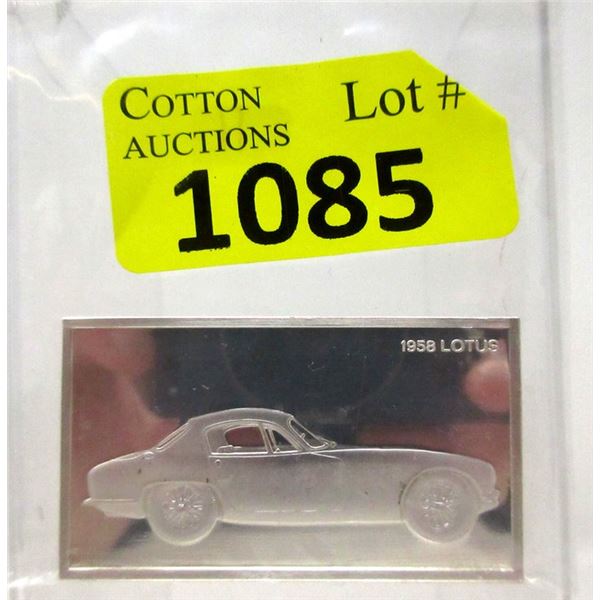 COTTON Lot #
AUCTIONS
1085
1958 LOTUS